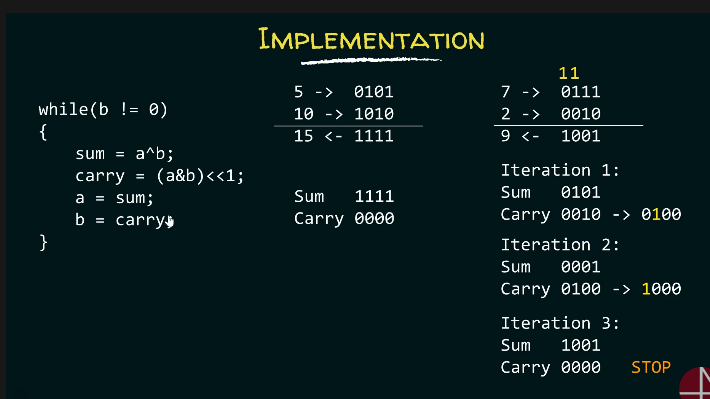 IMPLEMENTATION
while(b != 0)
{
sum = a^b;
carry = (a&b)<<1;
a = sum;
b = carry;
}
5 -> 0101
10 -> 1010
15 <- 1111
Sum 1111
Carry 0000
11
7 -> 0111
2 -> 0010
9 <- 1001
Iteration 1:
Sum 0101
Carry 0010 -> 0100
Iteration 2:
Sum 0001
Carry 0100 -> 1000
Iteration 3:
Sum 1001
Carry 0000 STOP